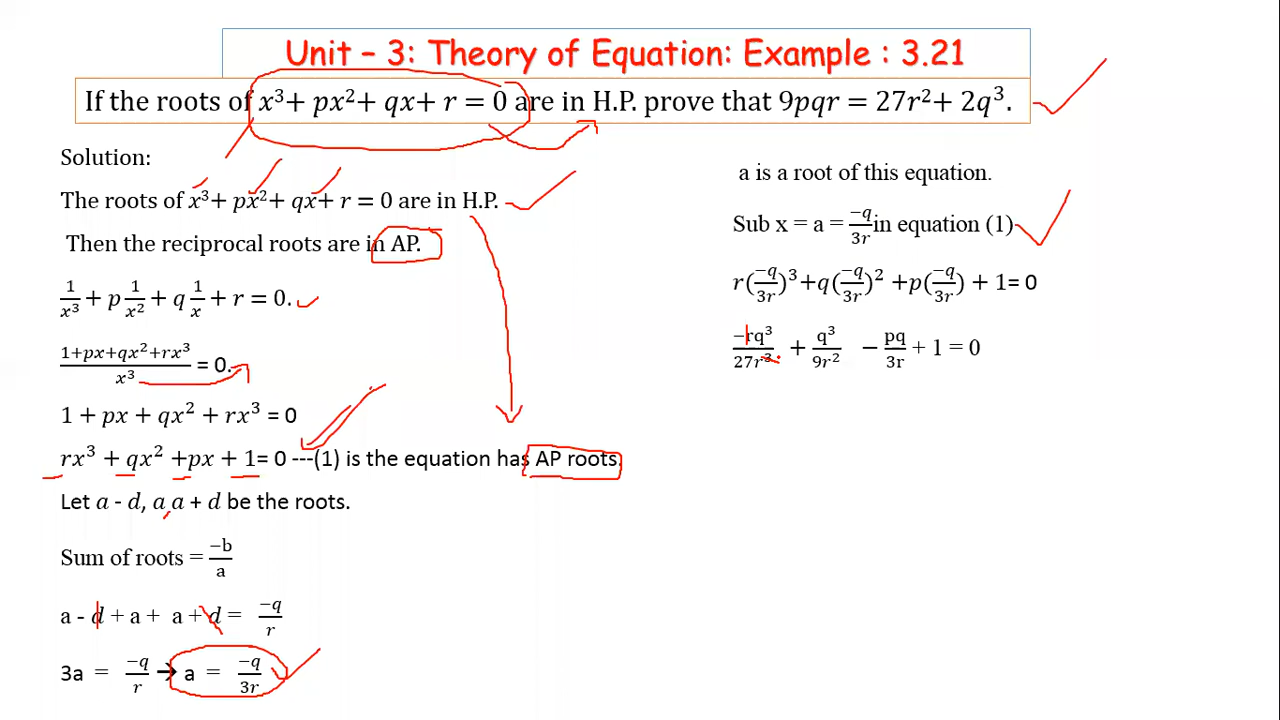 Unit – 3: Theory of Equation: Example : 3.21
If the roots of x³+ px²+ qx+ r = 0 are in H.P. prove that 9pqr = 27r²+ 2q³.
Solution:
The roots of x³+ px²+ qx+ r = 0 are in H.P.
Then the reciprocal roots are in AP.
1/x³ + p 1/x² + q 1/x + r = 0.
(1+px+qx²+rx³)/x³ = 0.
1 + px + qx² + rx³ = 0
rx³ + qx² +px + 1= 0 ---(1) is the equation has AP roots.
Let a - d, a, a + d be the roots.
Sum of roots = –b/a
a - d + a + a + d = –q/r
3a = –q/r → a = –q/3r
a is a root of this equation.
Sub x = a = –q/3r in equation (1)
r(–q/3r)³+q(–q/3r)² +p(–q/3r) + 1= 0
–rq³/27r³ + q³/9r² – pq/3r + 1 = 0